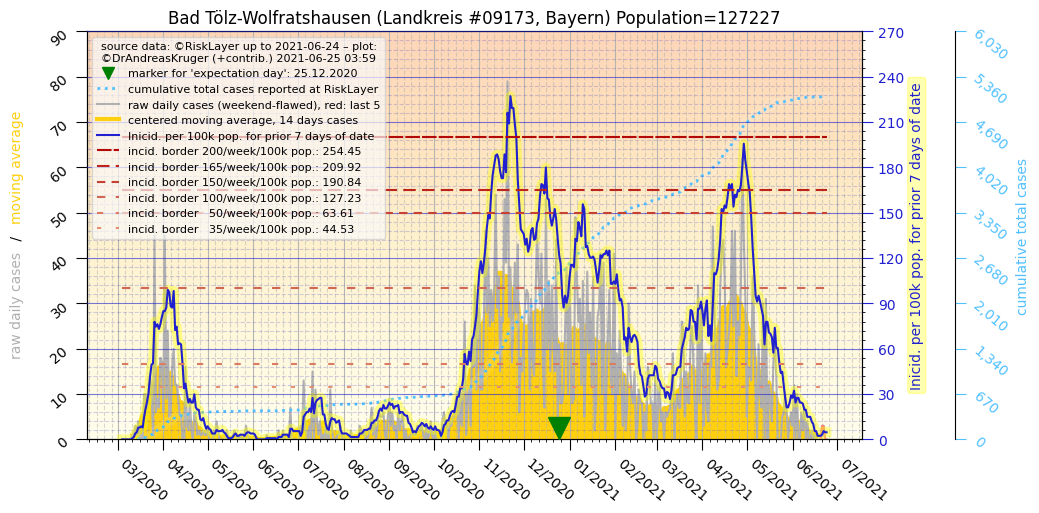 Bad Tölz-Wolfratshausen (Landkreis #09173, Bayern) Population=127227
source data: ©RiskLayer up to 2021-06-24 – plot:
©DrAndreasKruger (+contrib.) 2021-06-25 03:59
marker for 'expectation day': 25.12.2020
cumulative total cases reported at RiskLayer
raw daily cases (weekend-flawed), red: last 5
centered moving average, 14 days cases
Inicid. per 100k pop. for prior 7 days of date
incid. border 200/week/100k pop.: 254.45
incid. border 165/week/100k pop.: 209.92
incid. border 150/week/100k pop.: 190.84
incid. border 100/week/100k pop.: 127.23
incid. border   50/week/100k pop.: 63.61
incid. border   35/week/100k pop.: 44.53
raw daily cases / moving average
90
80
70
60
50
40
30
20
10
0
270
240
210
180
150
120
90
60
30
0
Inicid. per 100k pop. for prior 7 days of date
6,030
5,360
4,690
4,020
3,350
2,680
2,010
1,340
670
0
cumulative total cases
03/2020
04/2020
05/2020
06/2020
07/2020
08/2020
09/2020
10/2020
11/2020
12/2020
01/2021
02/2021
03/2021
04/2021
05/2021
06/2021
07/2021